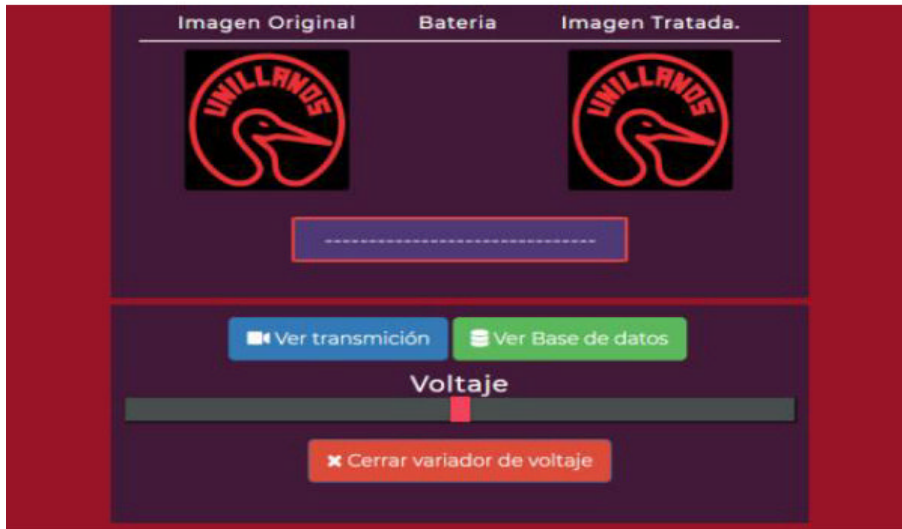 Imagen Original Bateria Imagen Tratada.
UNILLANOS UNILLANOS
-------------------------------
Ver transmición Ver Base de datos
Voltaje
Cerrar variador de voltaje